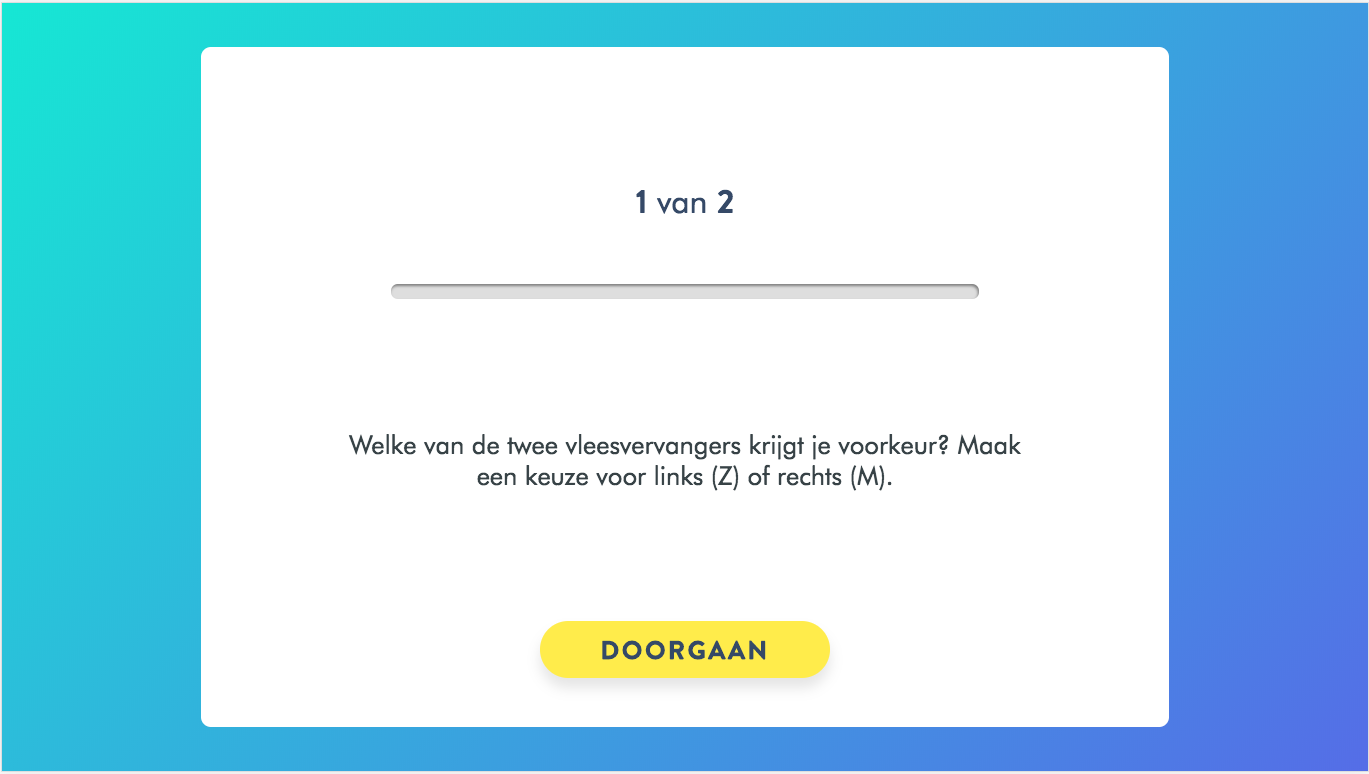 1 van 2
Welke van de twee vleesvervangers krijgt je voorkeur? Maak
een keuze voor links (Z) of rechts (M).
DOORGAAN